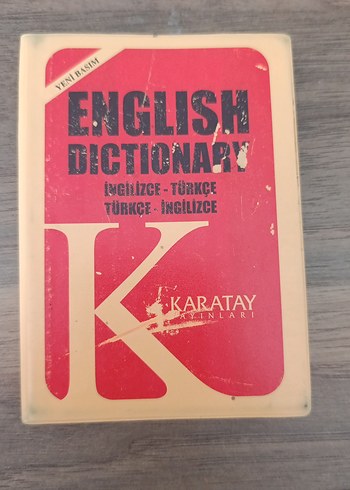 YENİ BASIM
ENGLISH
DICTIONARY
İNGİLİZCE - TÜRKÇE
TÜRKÇE - İNGİLİZCE
K
KARATAY
YAYINLARI